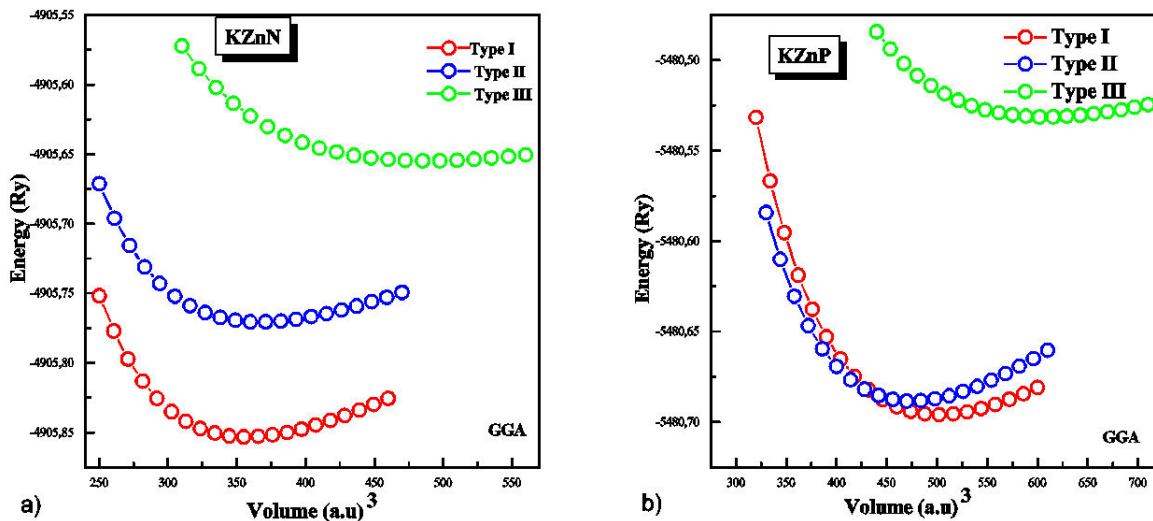 KZnN
Type I
Type II
Type III
-4905,55
-4905,60
-4905,65
-4905,70
-4905,75
-4905,80
-4905,85
Energy (Ry)
GGA
250 300 350 400 450 500 550
Volume (a.u)³
a)
KZnP
Type I
Type II
Type III
-5480,50
-5480,55
-5480,60
-5480,65
-5480,70
Energy (Ry)
GGA
300 350 400 450 500 550 600 650 700
Volume (a.u)³
b)